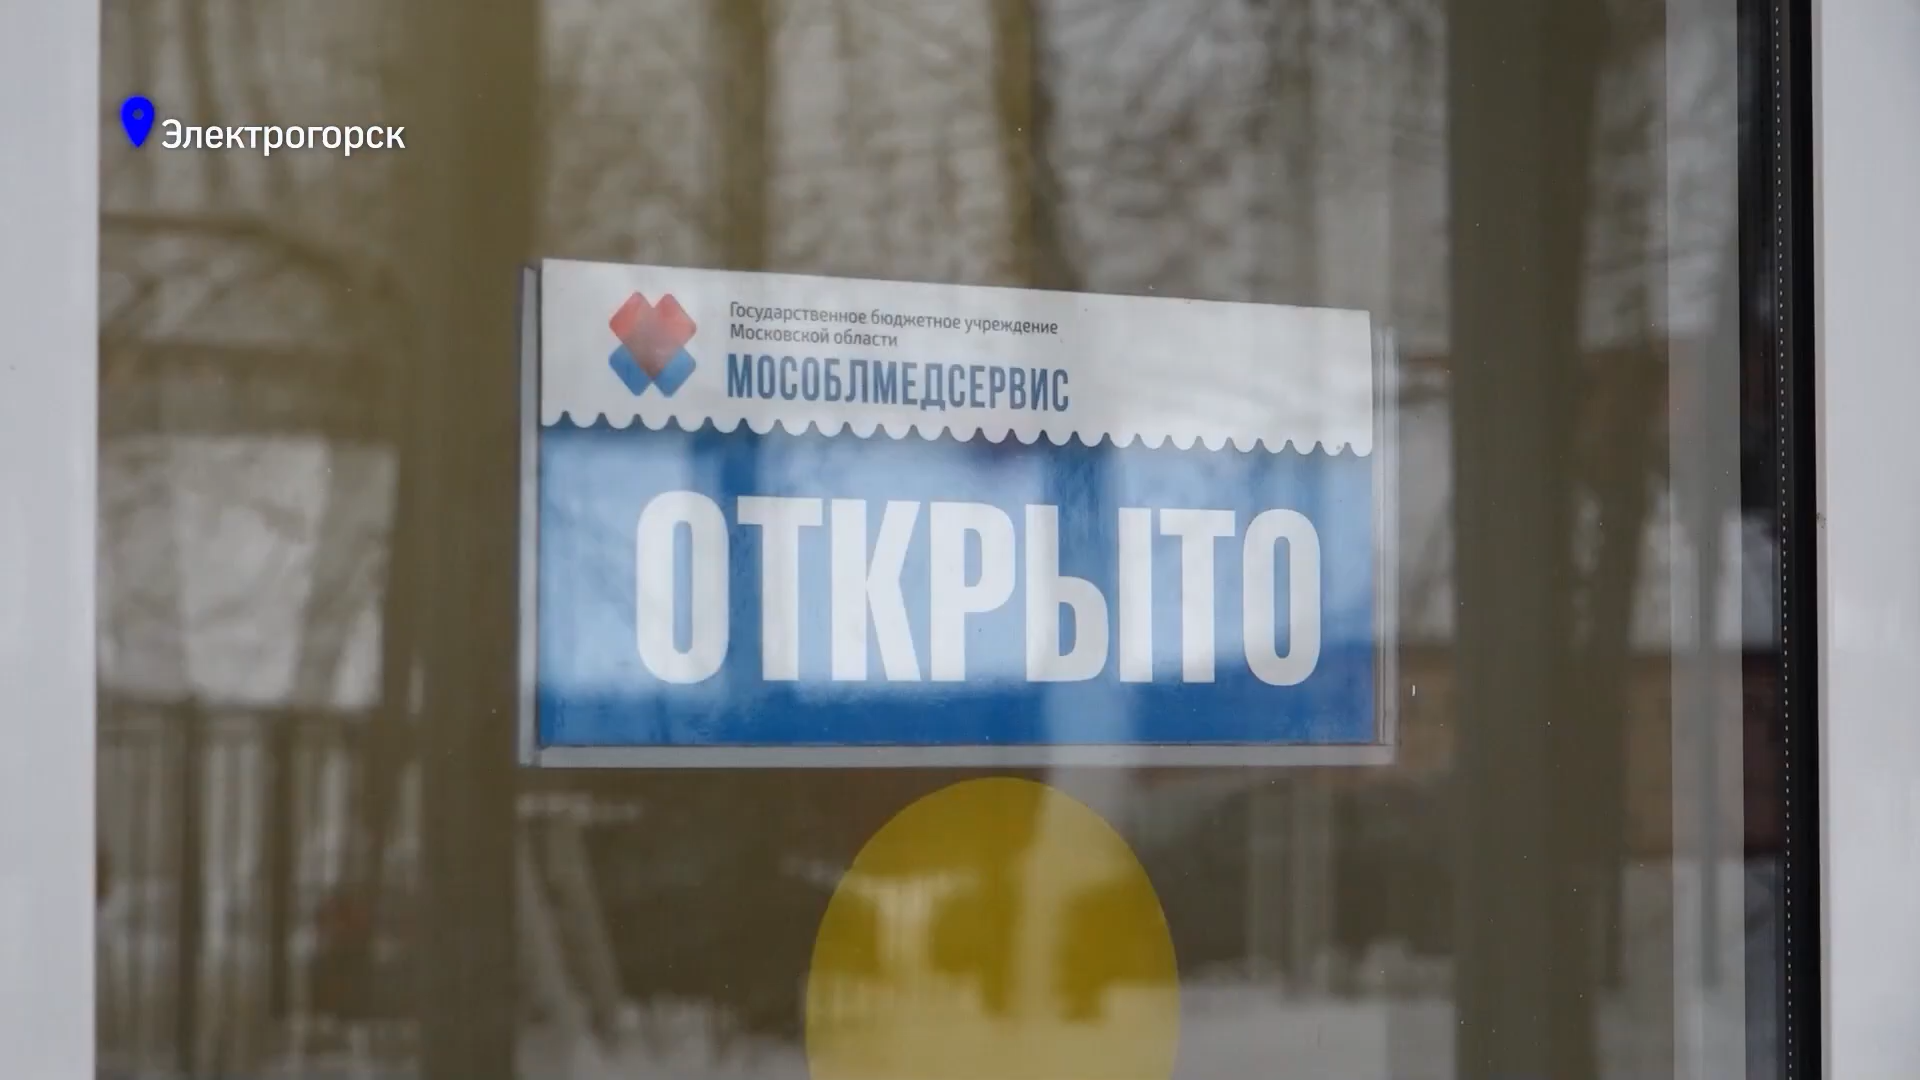 Электрогорск
Государственное бюджетное учреждение
Московской области
МОСОБЛМЕДСЕРВИС
ОТКРЫТО